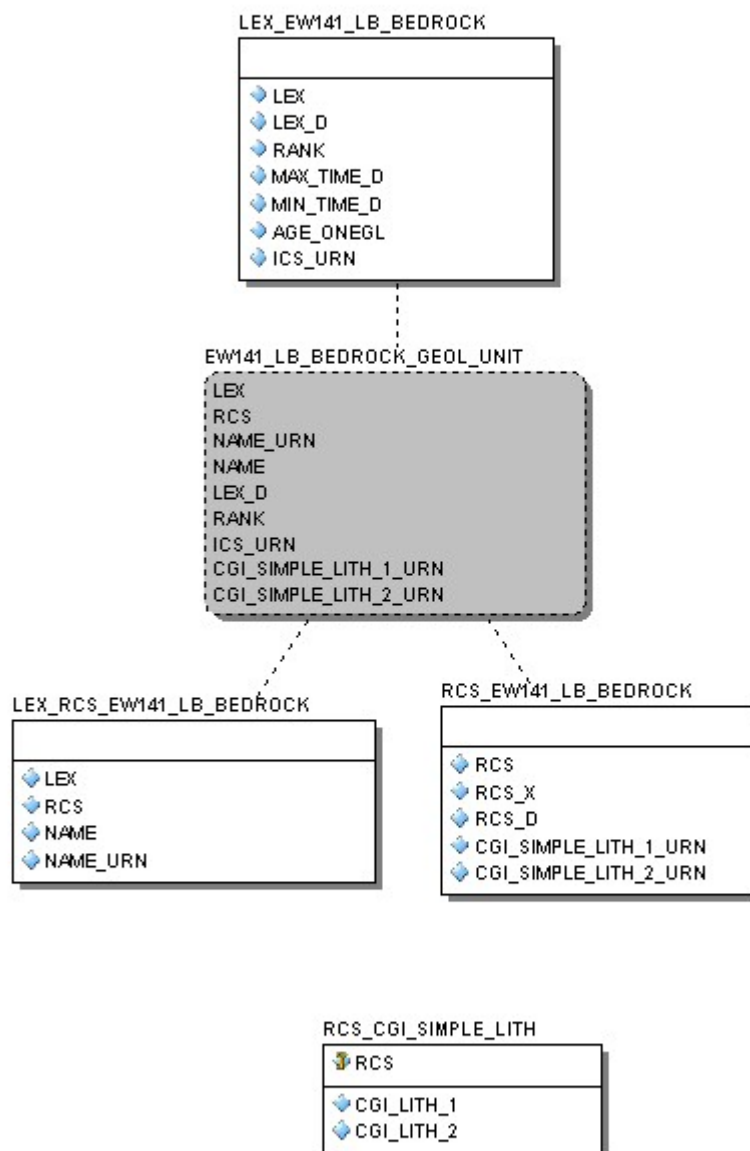 LEX_EW141_LB_BEDROCK
LEX
LEX_D
RANK
MAX_TIME_D
MIN_TIME_D
AGE_ONEGL
ICS_URN
EW141_LB_BEDROCK_GEOL_UNIT
LEX
RCS
NAME_URN
NAME
LEX_D
RANK
ICS_URN
CGI_SIMPLE_LITH_1_URN
CGI_SIMPLE_LITH_2_URN
LEX_RCS_EW141_LB_BEDROCK
LEX
RCS
NAME
NAME_URN
RCS_EW141_LB_BEDROCK
RCS
RCS_X
RCS_D
CGI_SIMPLE_LITH_1_URN
CGI_SIMPLE_LITH_2_URN
RCS_CGI_SIMPLE_LITH
RCS
CGI_LITH_1
CGI_LITH_2